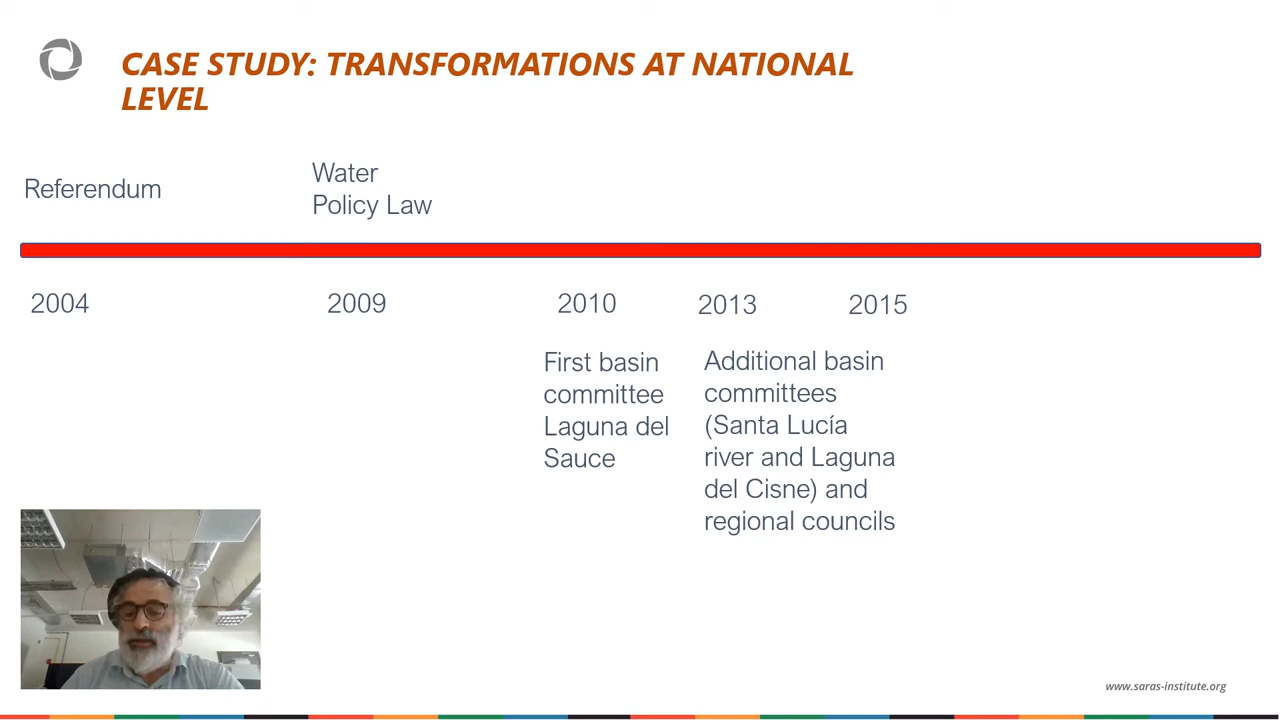 CASE STUDY: TRANSFORMATIONS AT NATIONAL
LEVEL
Referendum
Water
Policy Law
2004
2009
2010
2013
2015
First basin
committee
Laguna del
Sauce
Additional basin
committees
(Santa Lucía
river and Laguna
del Cisne) and
regional councils
www.saras-institute.org